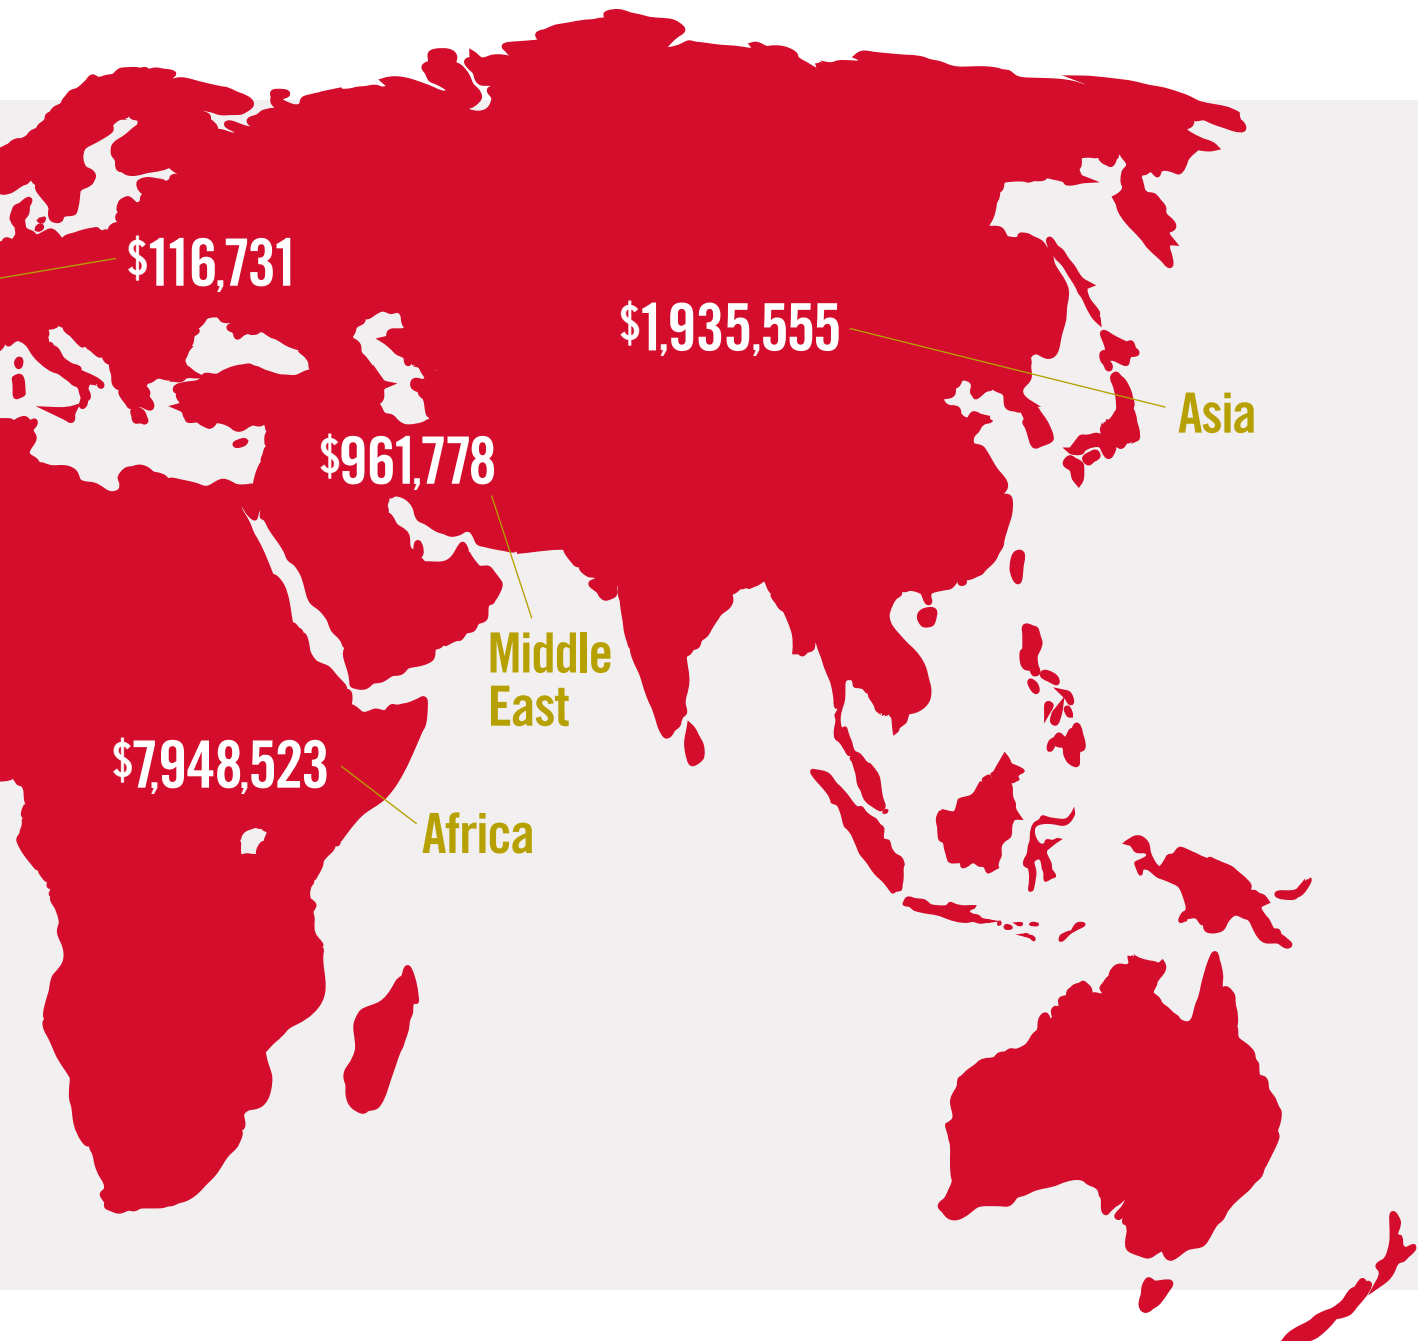 $116,731
$1,935,555
Asia
$961,778
Middle
East
$7,948,523
Africa